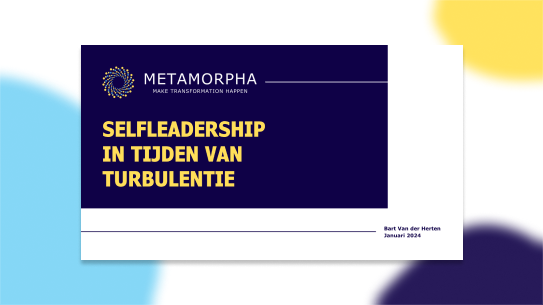 METAMORPHA
MAKE TRANSFORMATION HAPPEN
SELFLEADERSHIP
IN TIJDEN VAN
TURBULENTIE
Bart Van der Herten
Januari 2024